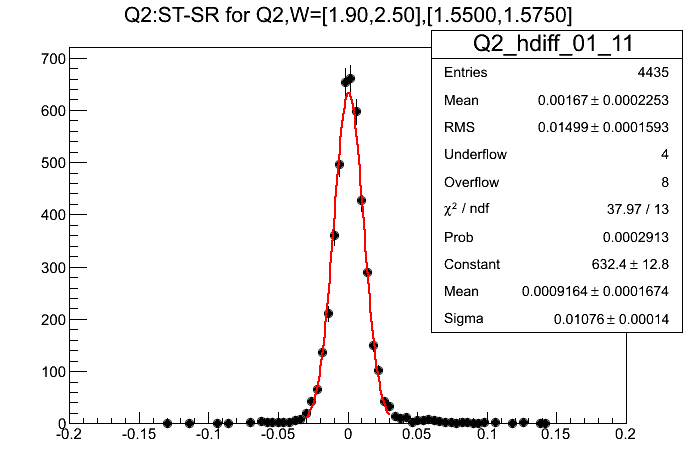 Q2:ST-SR for Q2,W=[1.90,2.50],[1.5500,1.5750]
Q2_hdiff_01_11
Entries 4435
Mean 0.00167 ± 0.0002253
RMS 0.01499 ± 0.0001593
Underflow 4
Overflow 8
χ² / ndf 37.97 / 13
Prob 0.0002913
Constant 632.4 ± 12.8
Mean 0.0009164 ± 0.0001674
Sigma 0.01076 ± 0.00014
700
600
500
400
300
200
100
0
-0.2 -0.15 -0.1 -0.05 0 0.05 0.1 0.15 0.2